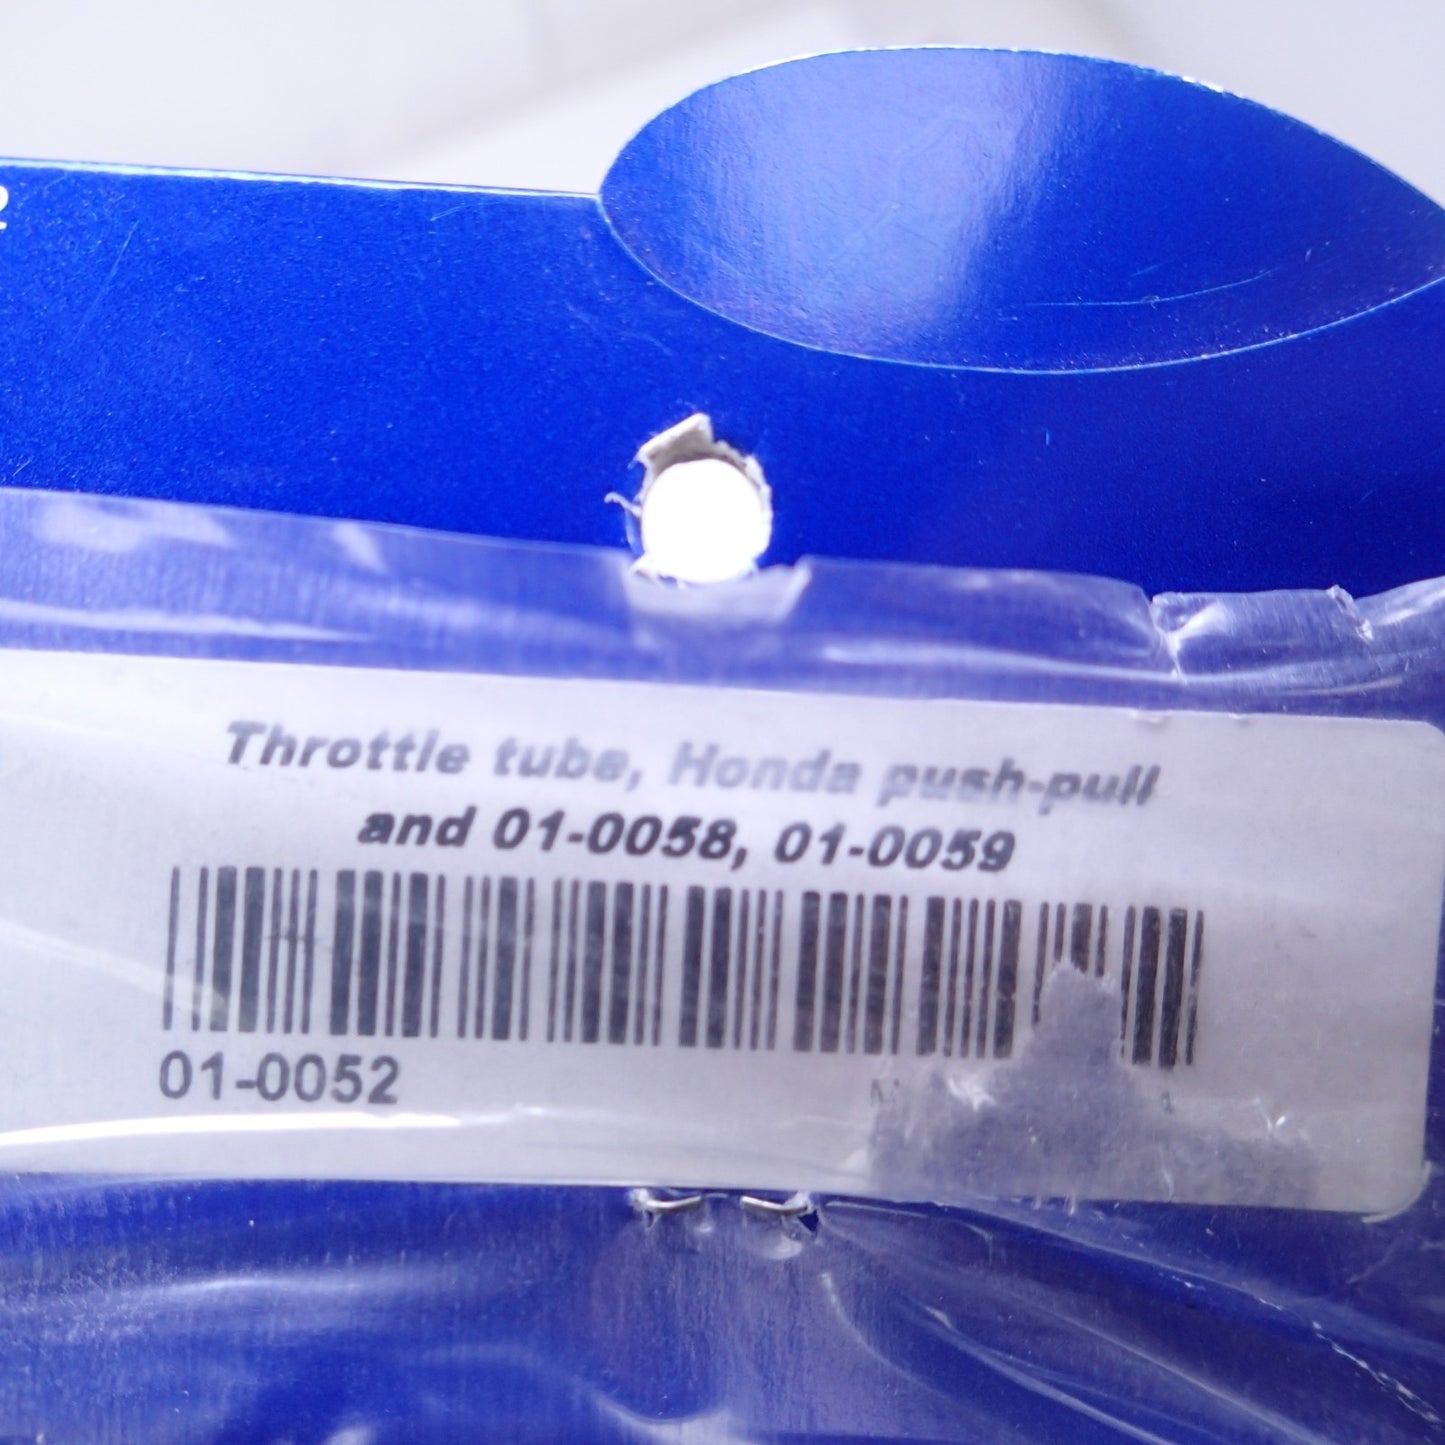 Throttle tube, Honda push-pull
and 01-0058, 01-0059
01-0052